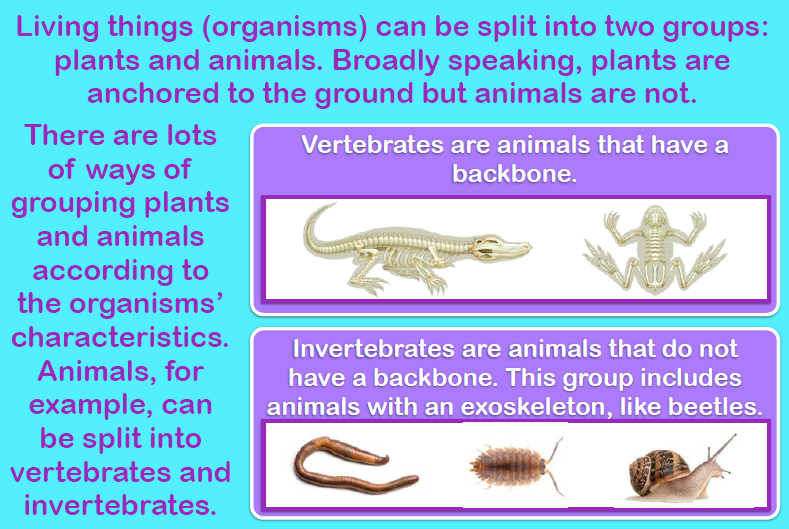 Living things (organisms) can be split into two groups:
plants and animals. Broadly speaking, plants are
anchored to the ground but animals are not.
There are lots
of ways of
grouping plants
and animals
according to
the organisms’
characteristics.
Animals, for
example, can
be split into
vertebrates and
invertebrates.
Vertebrates are animals that have a
backbone.
Invertebrates are animals that do not
have a backbone. This group includes
animals with an exoskeleton, like beetles.